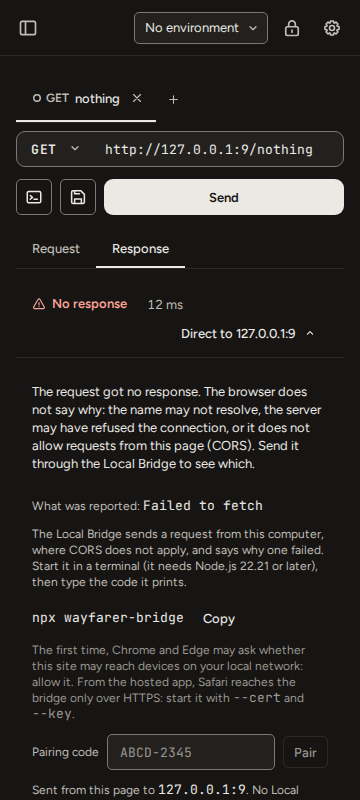 No environment
GET nothing
GET http://127.0.0.1:9/nothing
Send
Request Response
No response 12 ms
Direct to 127.0.0.1:9
The request got no response. The browser does
not say why: the name may not resolve, the server
may have refused the connection, or it does not
allow requests from this page (CORS). Send it
through the Local Bridge to see which.
What was reported: Failed to fetch
The Local Bridge sends a request from this computer,
where CORS does not apply, and says why one failed.
Start it in a terminal (it needs Node.js 22.21 or later),
then type the code it prints.
npx wayfarer-bridge Copy
The first time, Chrome and Edge may ask whether
this site may reach devices on your local network:
allow it. From the hosted app, Safari reaches the
bridge only over HTTPS: start it with --cert and
--key.
Pairing code ABCD-2345 Pair
Sent from this page to 127.0.0.1:9. No Local